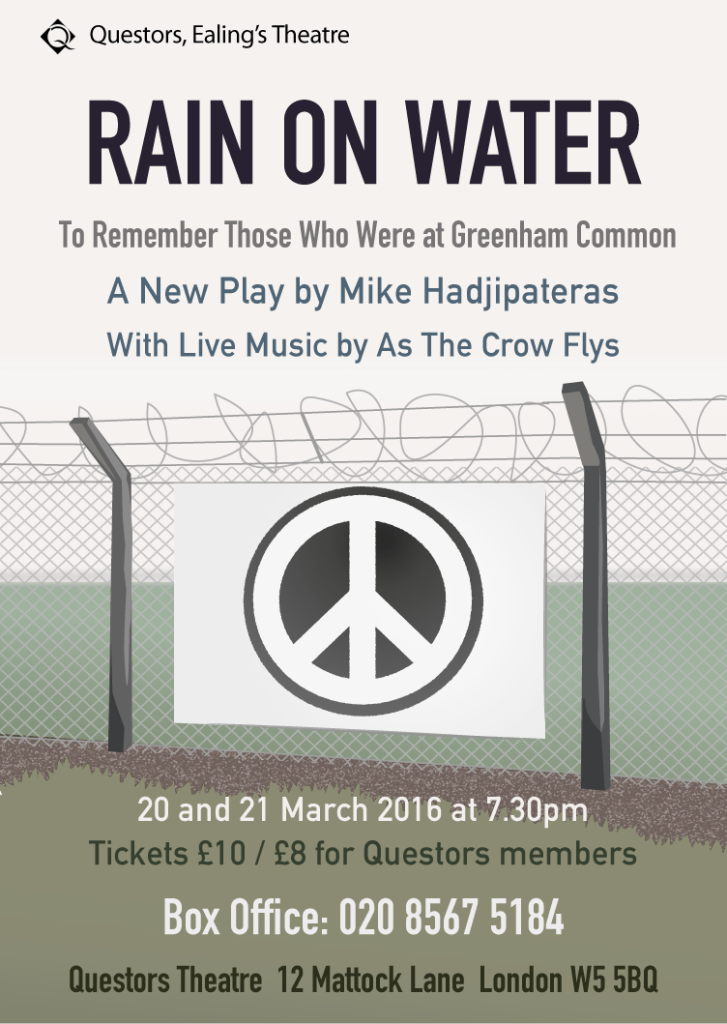 Questors, Ealing's Theatre
RAIN ON WATER
To Remember Those Who Were at Greenham Common
A New Play by Mike Hadjipateras
With Live Music by As The Crow Flys
20 and 21 March 2016 at 7.30pm
Tickets £10 / £8 for Questors members
Box Office: 020 8567 5184
Questors Theatre 12 Mattock Lane London W5 5BQ